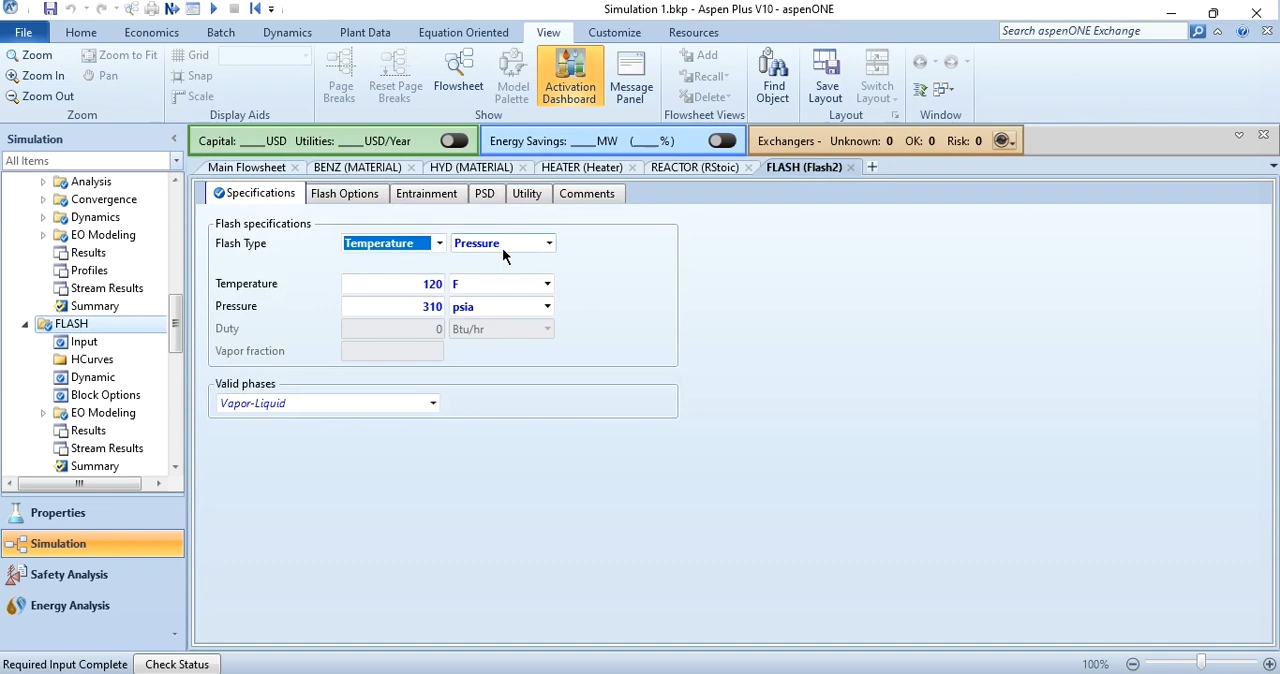 Simulation 1.bkp - Aspen Plus V10 - aspenONE
File Home Economics Batch Dynamics Plant Data Equation Oriented View Customize Resources Search aspenONE Exchange
Zoom Zoom to Fit Grid Add
Zoom In Pan Snap Recall
Zoom Out Scale Delete
Page Breaks Reset Page Breaks Flowsheet Model Palette Activation Dashboard Message Panel Find Object Save Layout Switch Layout
Zoom Display Aids Show Flowsheet Views Layout Window
Simulation
Capital: ____USD Utilities: ____USD/Year Energy Savings: ____MW (____%) Exchangers - Unknown: 0 OK: 0 Risk: 0
All Items
Main Flowsheet BENZ (MATERIAL) HYD (MATERIAL) HEATER (Heater) REACTOR (RStoic) FLASH (Flash2)
Analysis
Convergence
Dynamics
EO Modeling
Results
Profiles
Stream Results
Summary
FLASH
Input
HCurves
Dynamic
Block Options
EO Modeling
Results
Stream Results
Summary
Properties
Simulation
Safety Analysis
Energy Analysis
Specifications Flash Options Entrainment PSD Utility Comments
Flash specifications
Flash Type Temperature Pressure
Temperature 120 F
Pressure 310 psia
Duty 0 Btu/hr
Vapor fraction
Valid phases
Vapor-Liquid
Required Input Complete Check Status 100%